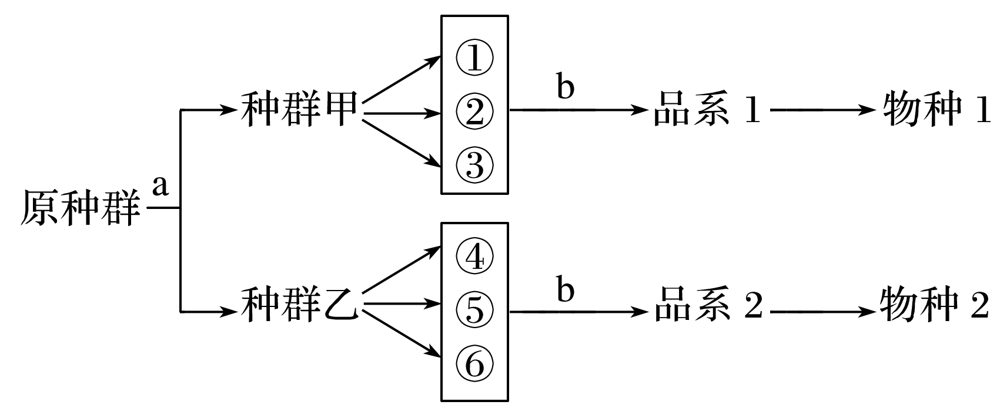 ①
种群甲 ② b 品系 1 物种 1
③
原种群 a
④
种群乙 ⑤ b 品系 2 物种 2
⑥